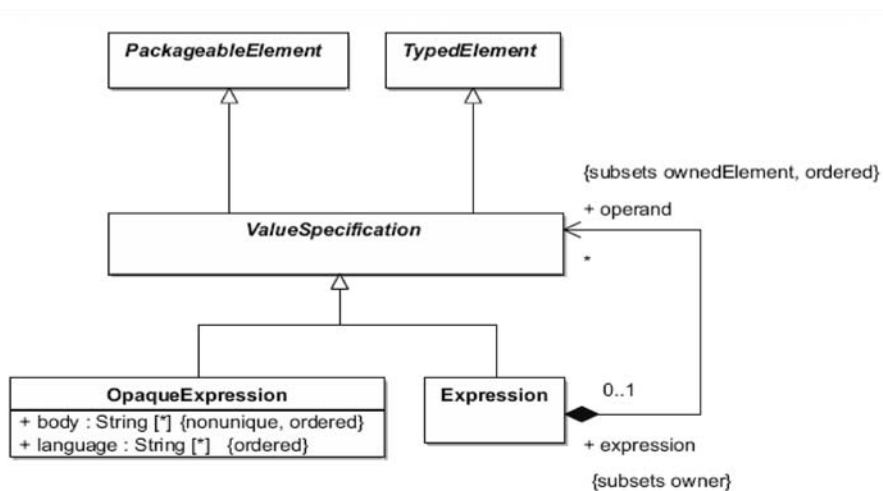 PackageableElement
TypedElement
{subsets ownedElement, ordered}
+ operand
ValueSpecification
*
OpaqueExpression
+ body : String [*] {nonunique, ordered}
+ language : String [*] {ordered}
Expression
0..1
+ expression
{subsets owner}